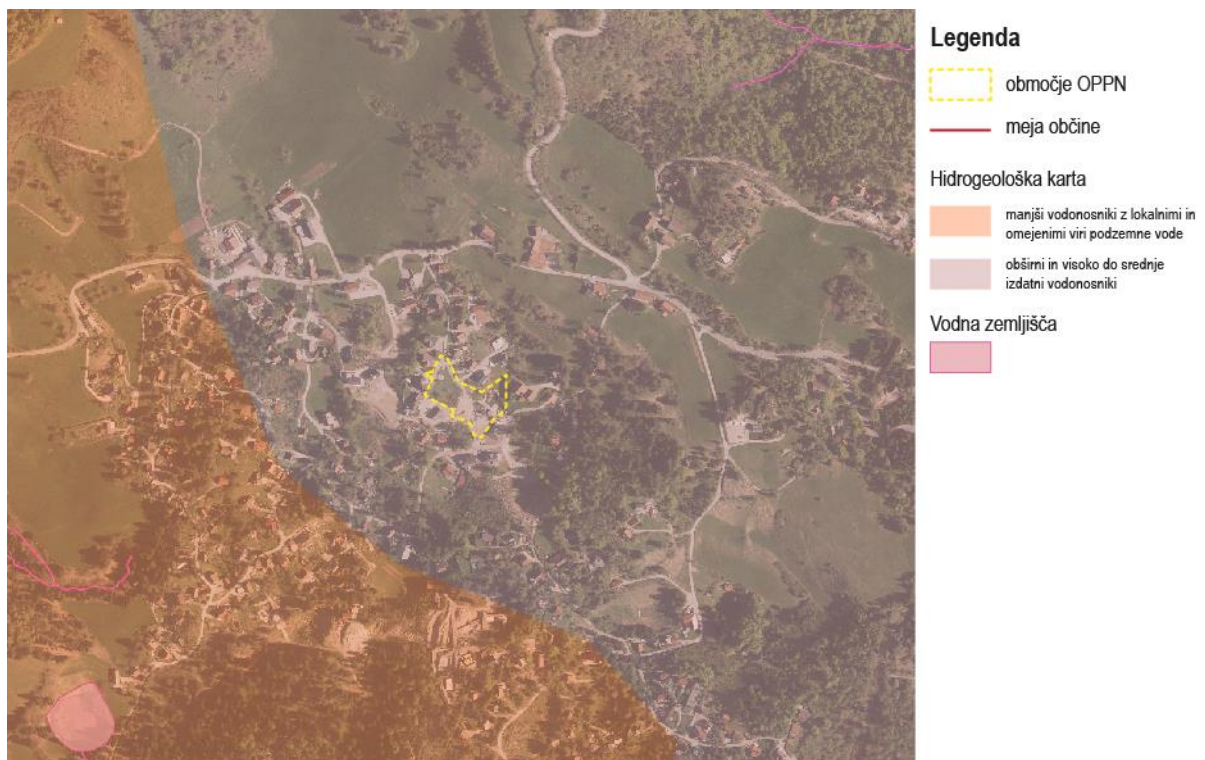 Legenda
območje OPPN
meja občine
Hidrogeološka karta
manjši vodonosniki z lokalnimi in
omejenimi viri podzemne vode
obširni in visoko do srednje
izdatni vodonosniki
Vodna zemljišča